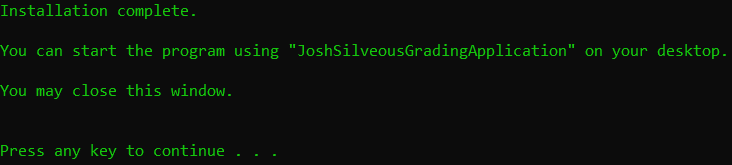 Installation complete.
You can start the program using "JoshSilveousGradingApplication" on your desktop.
You may close this window.
Press any key to continue . . .